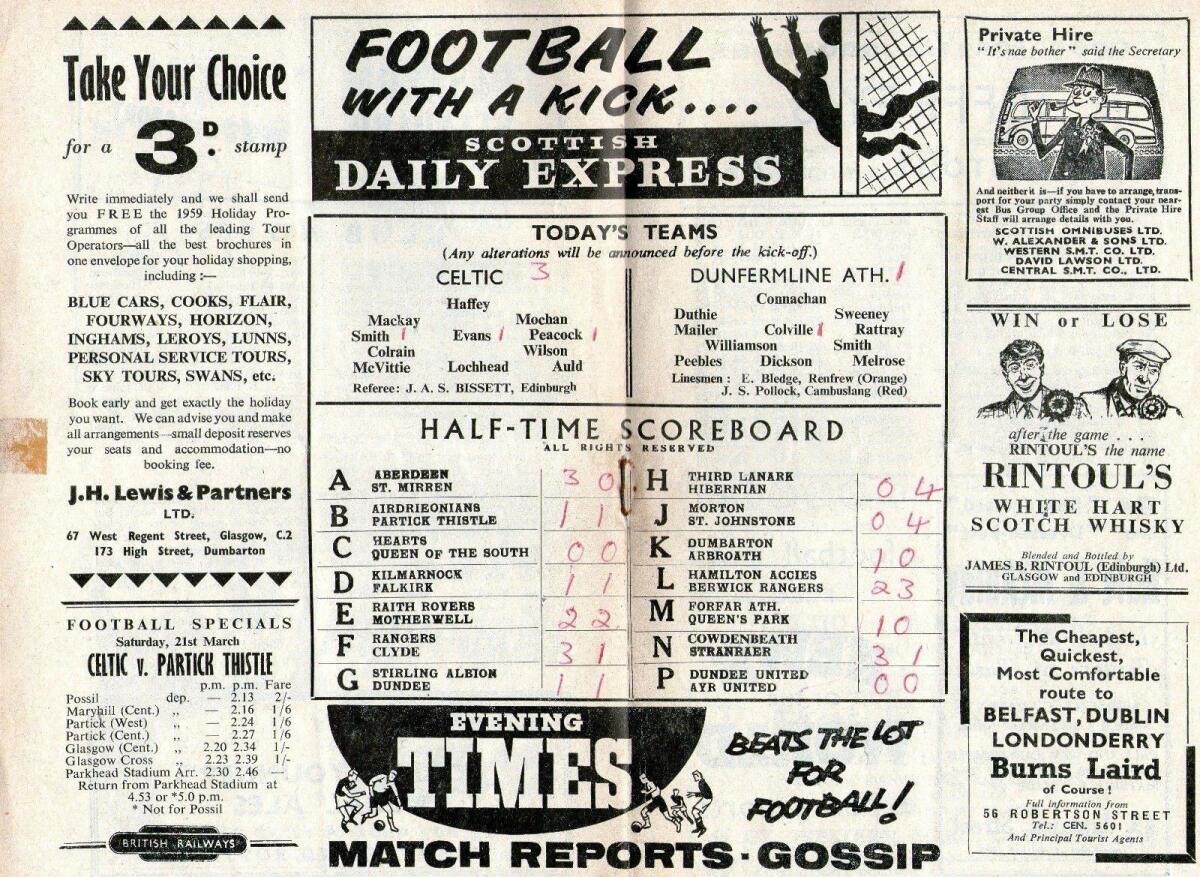 Take Your Choice
for a 3D. stamp
Write immediately and we shall send
you FREE the 1959 Holiday Pro-
grammes of all the leading Tour
Operators—all the best brochures in
one envelope for your holiday shopping,
including :—
BLUE CARS, COOKS, FLAIR,
FOURWAYS, HORIZON,
INGHAMS, LEROYS, LUNNS,
PERSONAL SERVICE TOURS,
SKY TOURS, SWANS, etc.
Book early and get exactly the holiday
you want. We can advise you and make
all arrangements—small deposit reserves
your seats and accommodation—no
booking fee.
J.H. Lewis & Partners
LTD.
67 West Regent Street, Glasgow, C.2
173 High Street, Dumbarton
FOOTBALL SPECIALS
Saturday, 21st March
CELTIC v. PARTICK THISTLE
p.m. p.m. Fare
Possil dep. — 2.13 2/-
Maryhill (Cent.) ,, — 2.16 1/6
Partick (West) ,, — 2.24 1/6
Partick (Cent.) ,, — 2.27 1/6
Glasgow (Cent.) ,, 2.20 2.34 1/-
Glasgow Cross ,, 2.23 2.39 1/-
Parkhead Stadium Arr. 2.30 2.46 —
Return from Parkhead Stadium at
4.53 or *5.0 p.m.
* Not for Possil
BRITISH RAILWAYS
FOOTBALL
WITH A KICK....
SCOTTISH
DAILY EXPRESS
TODAY'S TEAMS
(Any alterations will be announced before the kick-off.)
CELTIC 3
Haffey
Mackay Mochan
Smith 1 Evans 1 Peacock 1
Colrain Wilson
McVittie Lochhead Auld
Referee: J. A. S. BISSETT, Edinburgh
DUNFERMLINE ATH. 1
Connachan
Duthie Sweeney
Mailer Colville 1 Rattray
Williamson Smith
Peebles Dickson Melrose
Linesmen : E. Bledge, Renfrew (Orange)
J. S. Pollock, Cambuslang (Red)
HALF-TIME SCOREBOARD
ALL RIGHTS RESERVED
A ABERDEEN
ST. MIRREN 3 0
B AIRDRIEONIANS
PARTICK THISTLE 1 1
C HEARTS
QUEEN OF THE SOUTH 0 0
D KILMARNOCK
FALKIRK 1 1
E RAITH ROVERS
MOTHERWELL 2 2
F RANGERS
CLYDE 3 1
G STIRLING ALBION
DUNDEE 1 1
H THIRD LANARK
HIBERNIAN 0 4
J MORTON
ST. JOHNSTONE 0 4
K DUMBARTON
ARBROATH 1 0
L HAMILTON ACCIES
BERWICK RANGERS 2 3
M FORFAR ATH.
QUEEN'S PARK 1 0
N COWDENBEATH
STRANRAER 3 1
P DUNDEE UNITED
AYR UNITED 0 0
EVENING
TIMES
BEATS THE LOT
FOR
FOOTBALL!
MATCH REPORTS · GOSSIP
Private Hire
"It's nae bother" said the Secretary
And neither it is—if you have to arrange, trans-
port for your party simply contact your near-
est Bus Group Office and the Private Hire
Staff will arrange details with you.
SCOTTISH OMNIBUSES LTD.
W. ALEXANDER & SONS LTD.
WESTERN S.M.T. CO. LTD.
DAVID LAWSON LTD.
CENTRAL S.M.T. CO., LTD.
WIN or LOSE
after the game . . .
RINTOUL'S the name
RINTOUL'S
WHITE HART
SCOTCH WHISKY
Blended and Bottled by
JAMES B. RINTOUL (Edinburgh) Ltd.
GLASGOW and EDINBURGH
The Cheapest,
Quickest,
Most Comfortable
route to
BELFAST, DUBLIN
LONDONDERRY
Burns Laird
of Course !
Full information from
56 ROBERTSON STREET
Tel.: CEN. 5601
And Principal Tourist Agents